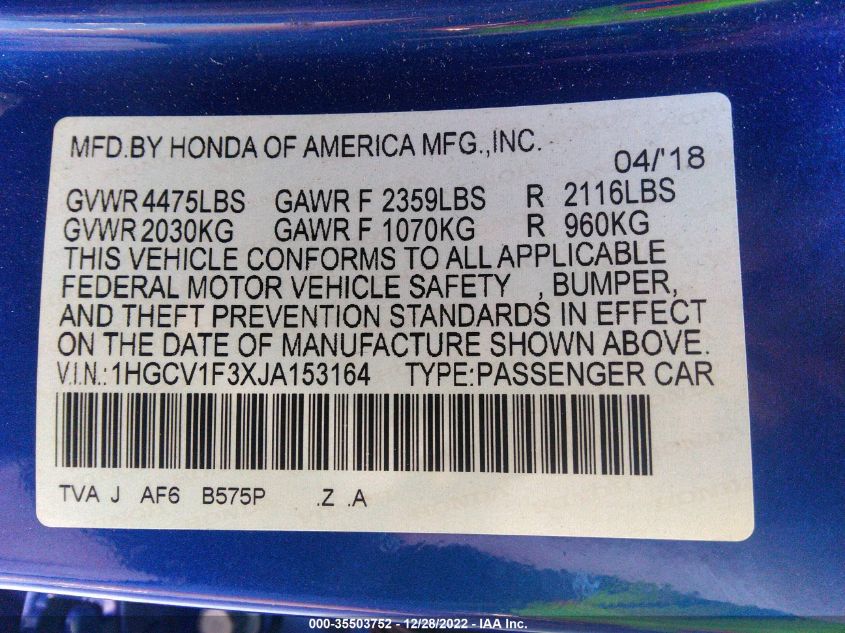 MFD.BY HONDA OF AMERICA MFG.,INC. 04/'18
GVWR 4475LBS GAWR F 2359LBS R 2116LBS
GVWR 2030KG GAWR F 1070KG R 960KG
THIS VEHICLE CONFORMS TO ALL APPLICABLE
FEDERAL MOTOR VEHICLE SAFETY , BUMPER,
AND THEFT PREVENTION STANDARDS IN EFFECT
ON THE DATE OF MANUFACTURE SHOWN ABOVE.
V.I.N.:1HGCV1F3XJA153164 TYPE:PASSENGER CAR
TVA J AF6 B575P .Z .A
000-35503752 – 12/28/2022 – IAA Inc.